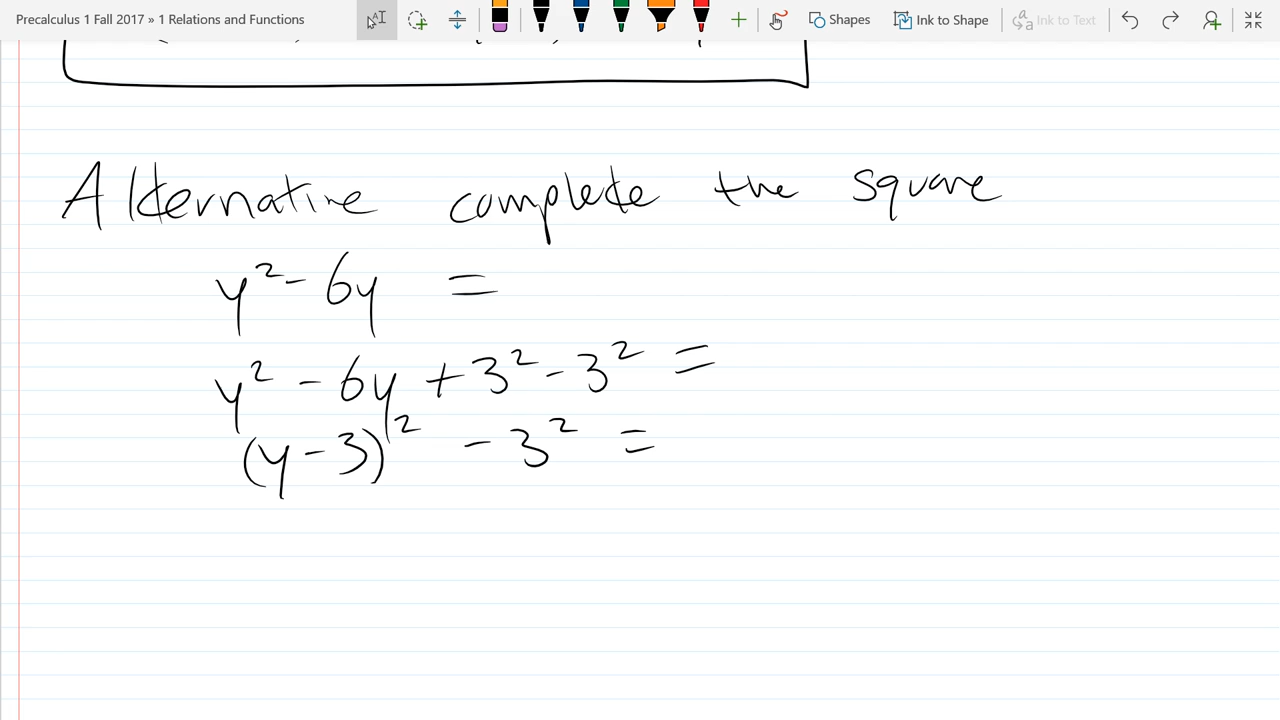 Precalculus 1 Fall 2017 » 1 Relations and Functions Shapes Ink to Shape Ink to Text
Alternative complete the square
y² - 6y =
y² - 6y + 3² - 3² =
(y - 3)² - 3² =